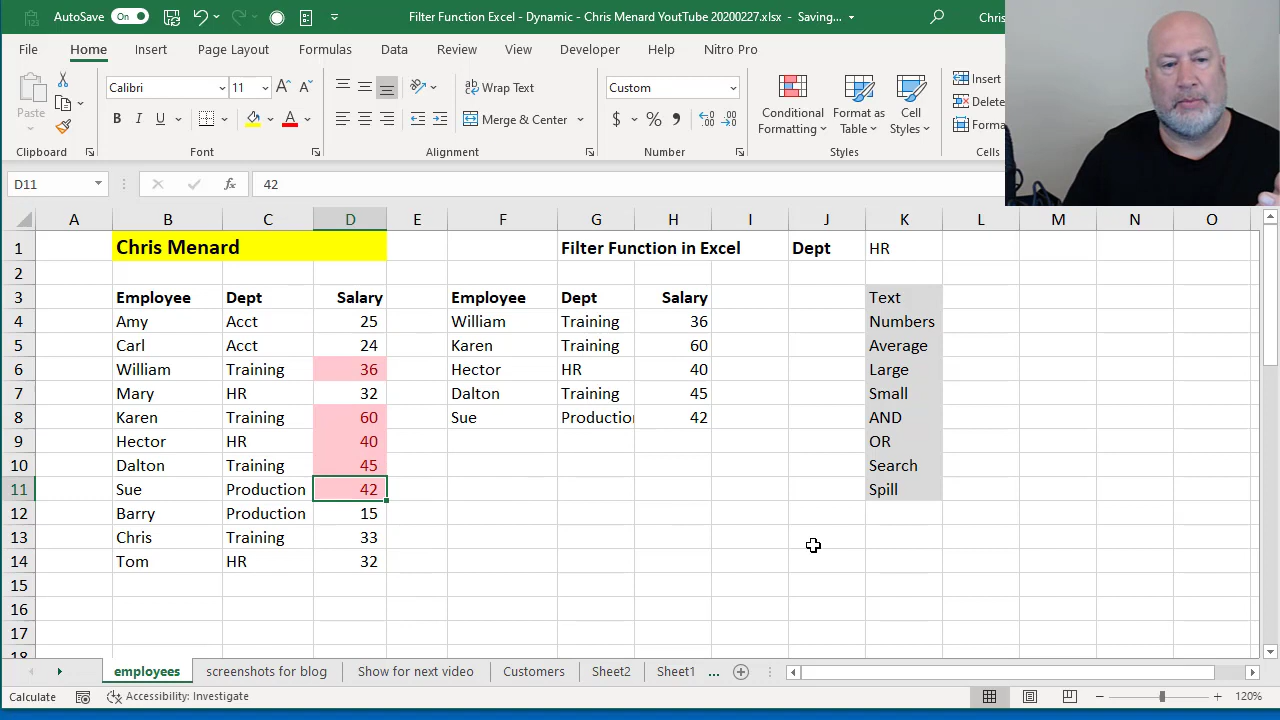 AutoSave On Filter Function Excel - Dynamic - Chris Menard YoutTube 20200227.xlsx - Saving... Chris
File Home Insert Page Layout Formulas Data Review View Developer Help Nitro Pro
Paste Calibri 11 A A Wrap Text Custom Conditional Formatting Format as Table Cell Styles Insert
B I U A Merge & Center $ % Delete
Forma
Clipboard Font Alignment Number Styles Cells
D11 fx 42
A B C D E F G H I J K L M N O
1 Chris Menard Filter Function in Excel Dept HR
2
3 Employee Dept Salary Employee Dept Salary Text
4 Amy Acct 25 William Training 36 Numbers
5 Carl Acct 24 Karen Training 60 Average
6 William Training 36 Hector HR 40 Large
7 Mary HR 32 Dalton Training 45 Small
8 Karen Training 60 Sue Production 42 AND
9 Hector HR 40 OR
10 Dalton Training 45 Search
11 Sue Production 42 Spill
12 Barry Production 15
13 Chris Training 33
14 Tom HR 32
15
16
17
18
employees screenshots for blog Show for next video Customers Sheet2 Sheet1 ...
Calculate Accessibility: Investigate 120%